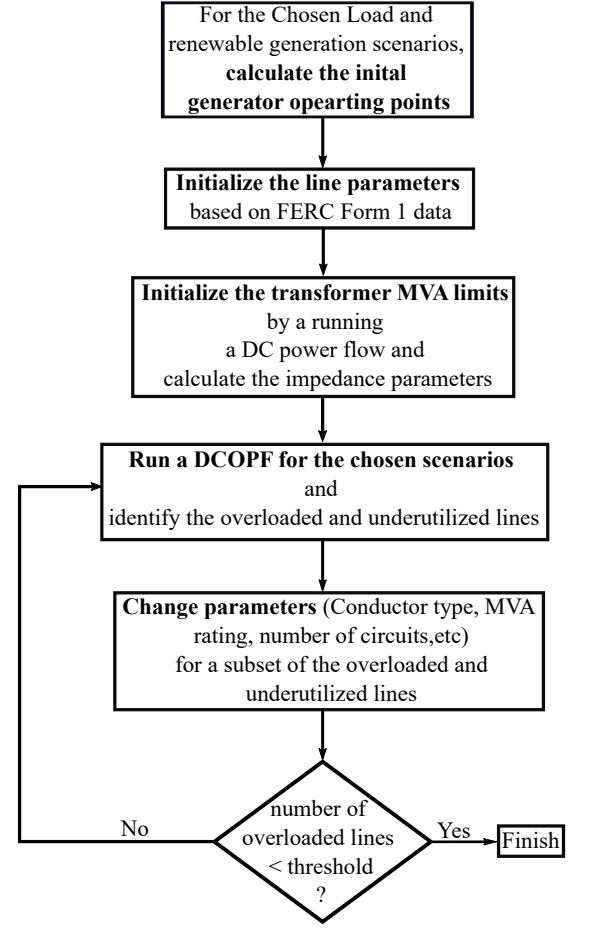 For the Chosen Load and
renewable generation scenarios,
calculate the inital
generator opearting points
Initialize the line parameters
based on FERC Form 1 data
Initialize the transformer MVA limits
by a running
a DC power flow and
calculate the impedance parameters
Run a DCOPF for the chosen scenarios
and
identify the overloaded and underutilized lines
Change parameters (Conductor type, MVA
rating, number of circuits,etc)
for a subset of the overloaded and
underutilized lines
number of
overloaded lines
< threshold
?
No
Yes
Finish